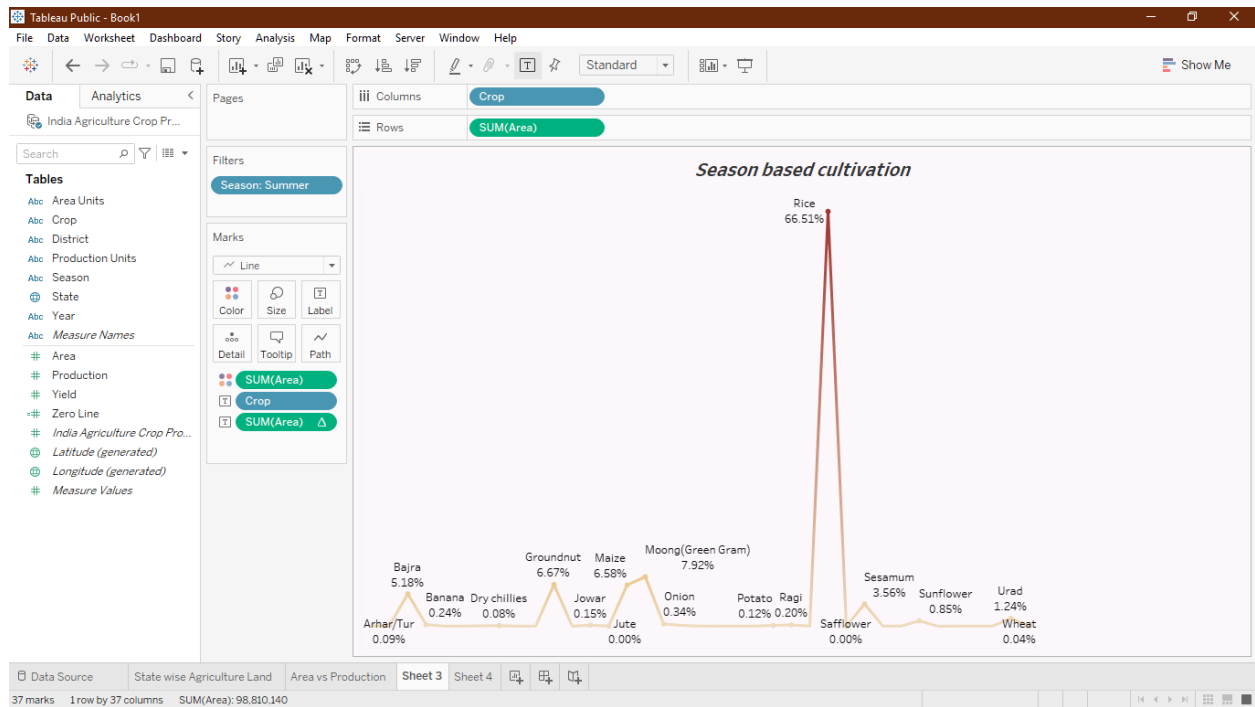 Tableau Public - Book1
File Data Worksheet Dashboard Story Analysis Map Format Server Window Help
Standard
Show Me
Data Analytics
India Agriculture Crop Pr...
Search
Tables
Abc Area Units
Abc Crop
Abc District
Abc Production Units
Abc Season
State
Abc Year
Abc Measure Names
# Area
# Production
# Yield
=# Zero Line
# India Agriculture Crop Pro...
Latitude (generated)
Longitude (generated)
# Measure Values
Pages
Filters
Season: Summer
Marks
Line
Color Size Label
Detail Tooltip Path
SUM(Area)
T Crop
T SUM(Area) Δ
iii Columns Crop
Rows SUM(Area)
Season based cultivation
Rice
66.51%
Bajra
5.18%
Groundnut
6.67%
Maize
6.58%
Moong(Green Gram)
7.92%
Banana
0.24%
Dry chillies
0.08%
Jowar
0.15%
Onion
0.34%
Potato
0.12%
Ragi
0.20%
Sesamum
3.56%
Sunflower
0.85%
Urad
1.24%
Arhar/Tur
0.09%
Jute
0.00%
Safflower
0.00%
Wheat
0.04%
Data Source State wise Agriculture Land Area vs Production Sheet 3 Sheet 4
37 marks 1 row by 37 columns SUM(Area): 98,810,140